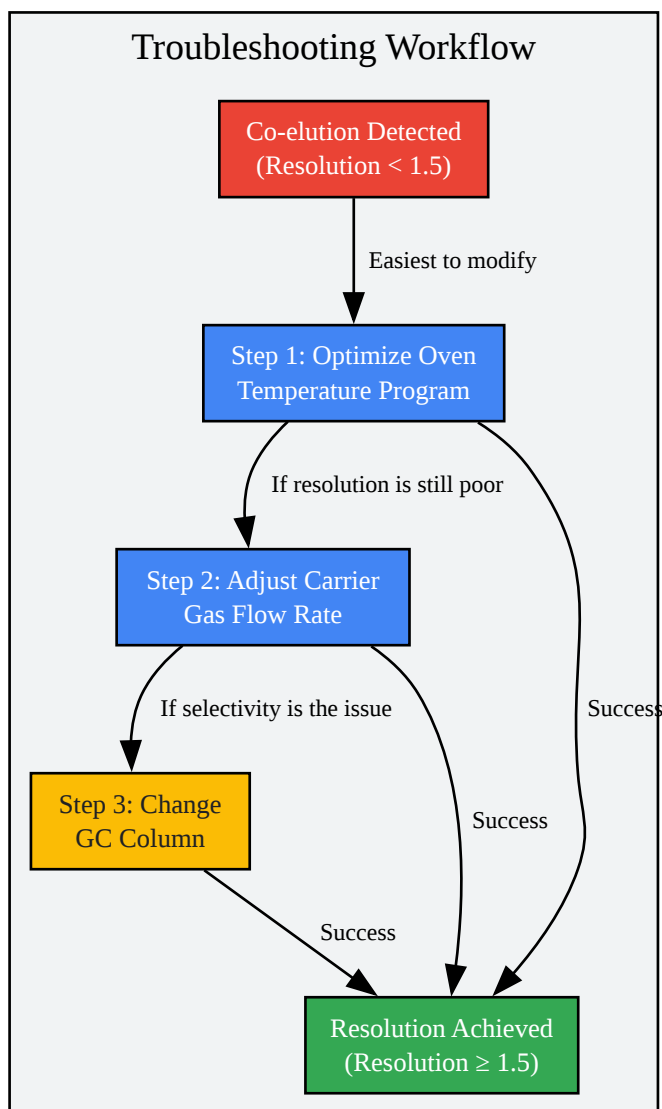 Troubleshooting Workflow
Co-elution Detected
(Resolution < 1.5)
Easiest to modify
Step 1: Optimize Oven
Temperature Program
If resolution is still poor
Step 2: Adjust Carrier
Gas Flow Rate
If selectivity is the issue
Success
Step 3: Change
GC Column
Success
Success
Resolution Achieved
(Resolution ≥ 1.5)